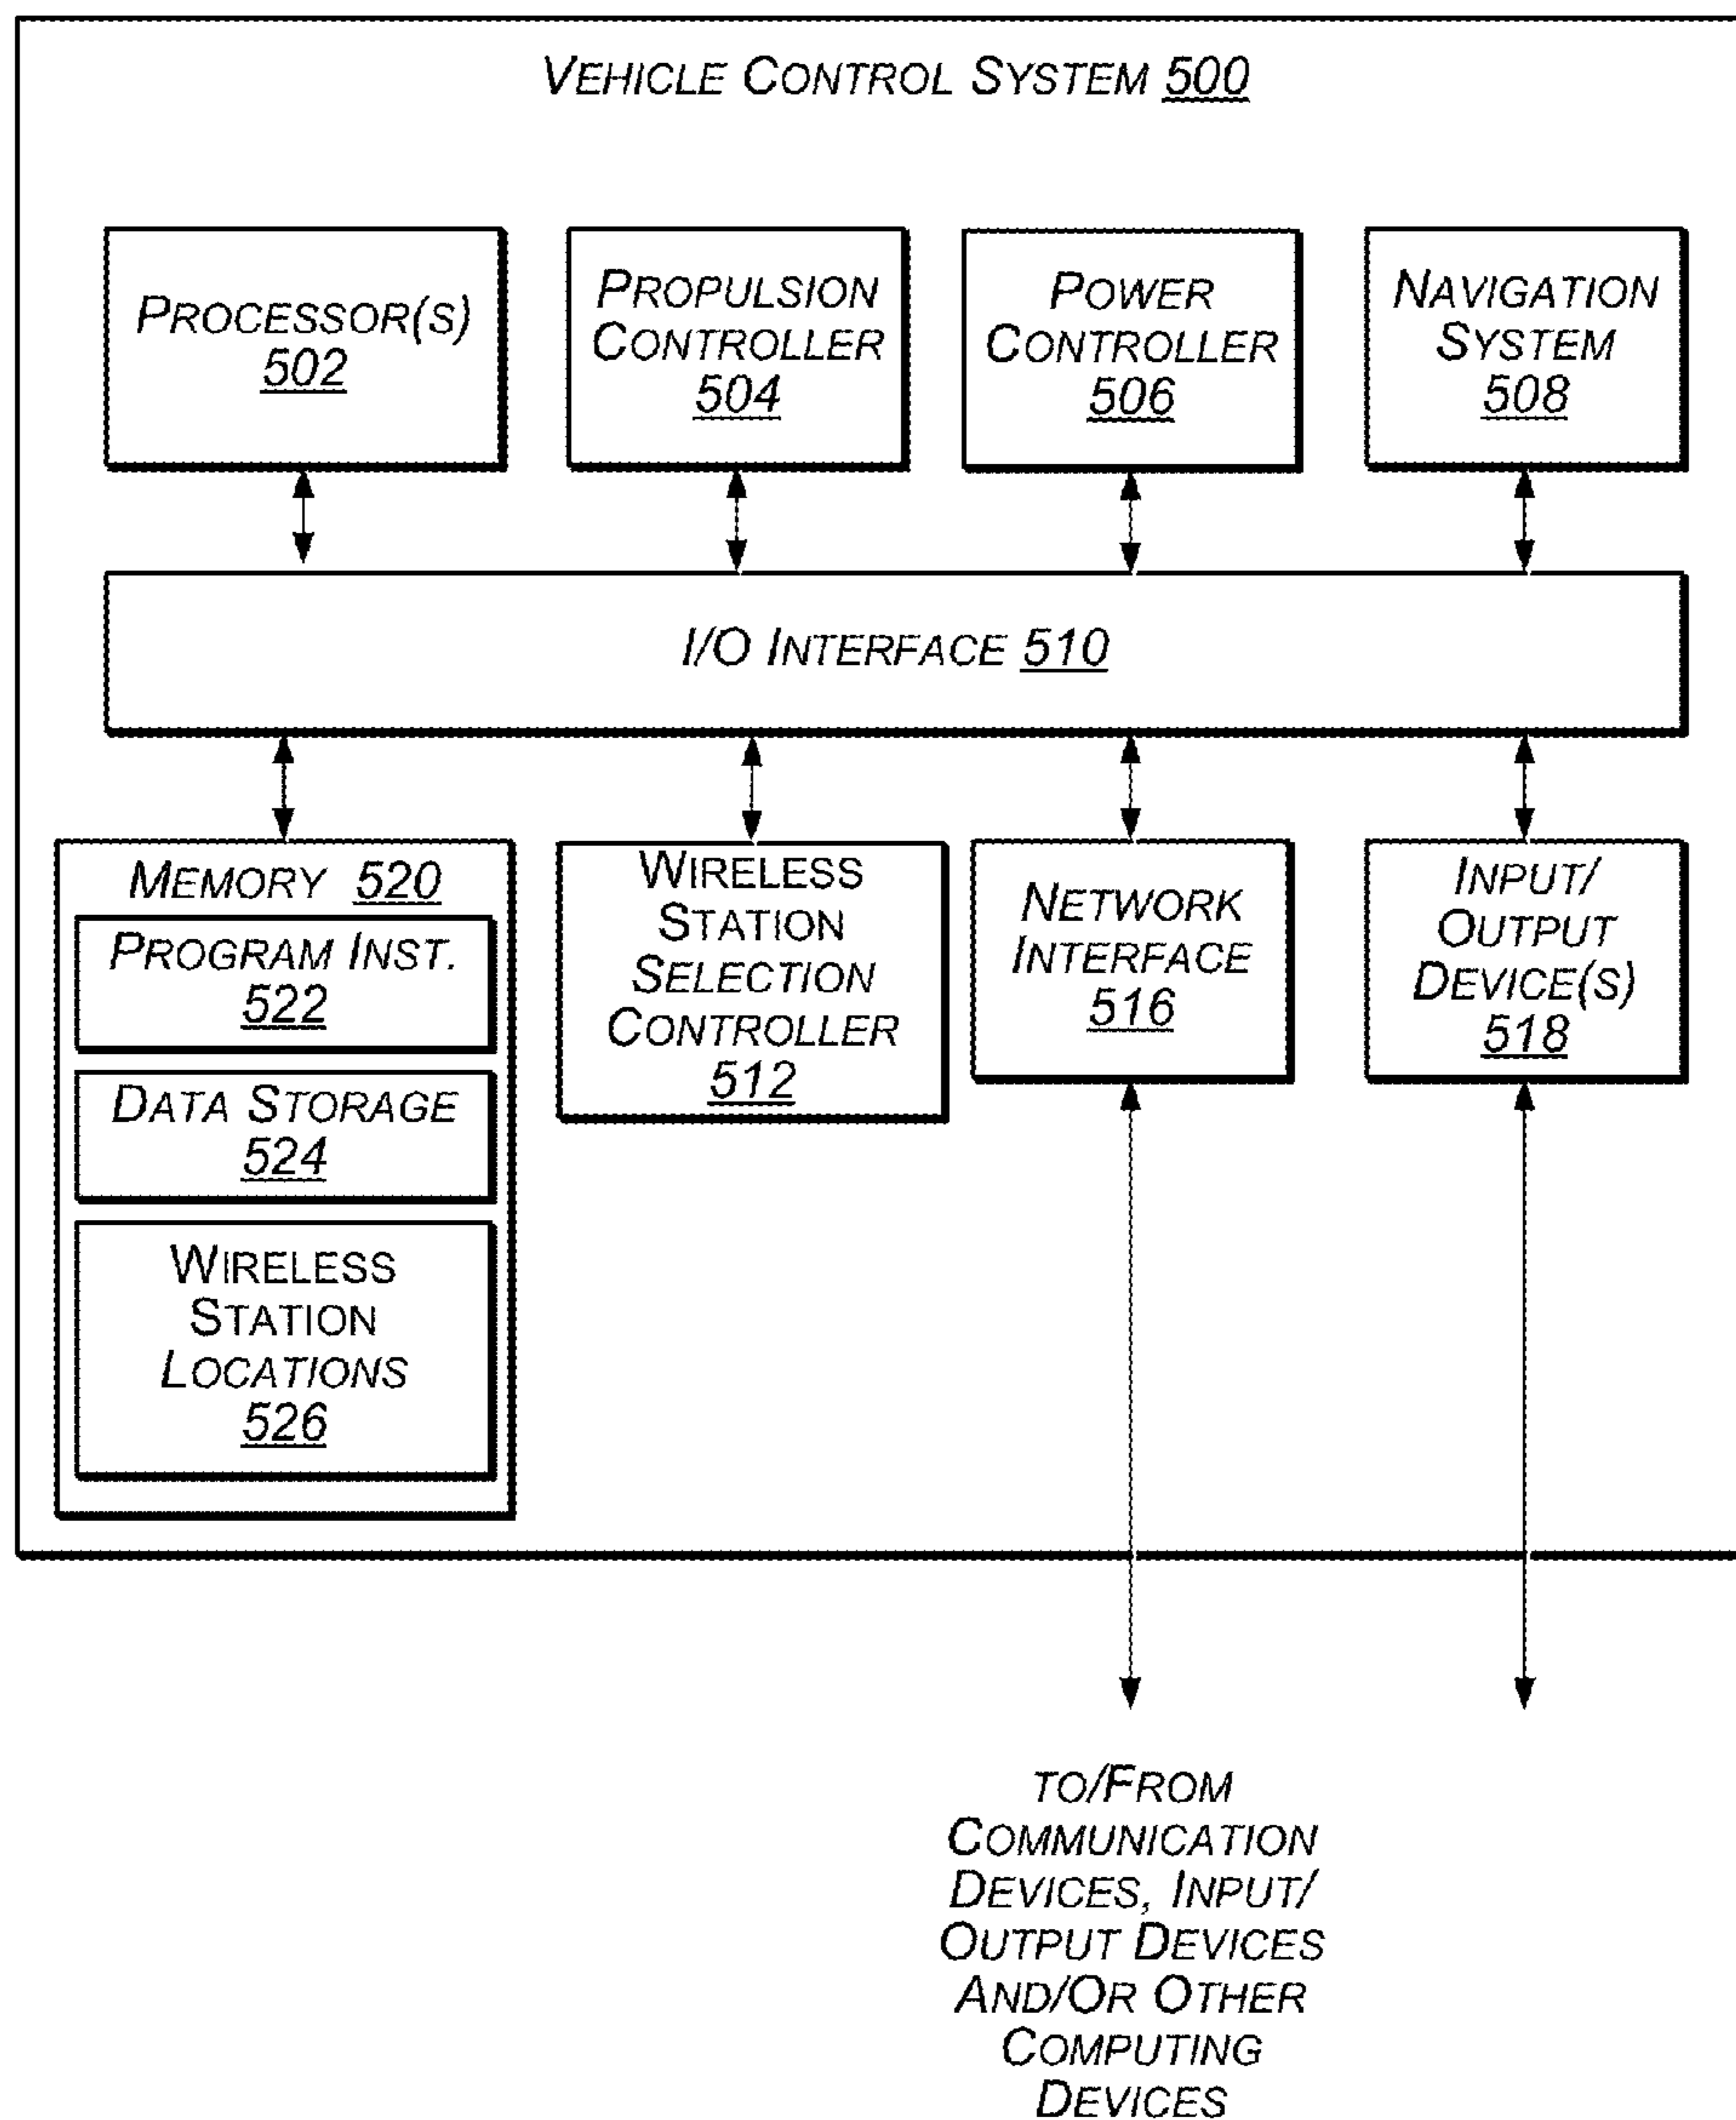 VEHICLE CONTROL SYSTEM 500
PROCESSOR(S)
502
PROPULSION
CONTROLLER
504
POWER
CONTROLLER
506
NAVIGATION
SYSTEM
508
I/O INTERFACE 510
MEMORY 520
PROGRAM INST.
522
DATA STORAGE
524
WIRELESS
STATION
LOCATIONS
526
WIRELESS
STATION
SELECTION
CONTROLLER
512
NETWORK
INTERFACE
516
INPUT/
OUTPUT
DEVICE(S)
518
TO/FROM
COMMUNICATION
DEVICES, INPUT/
OUTPUT DEVICES
AND/OR OTHER
COMPUTING
DEVICES